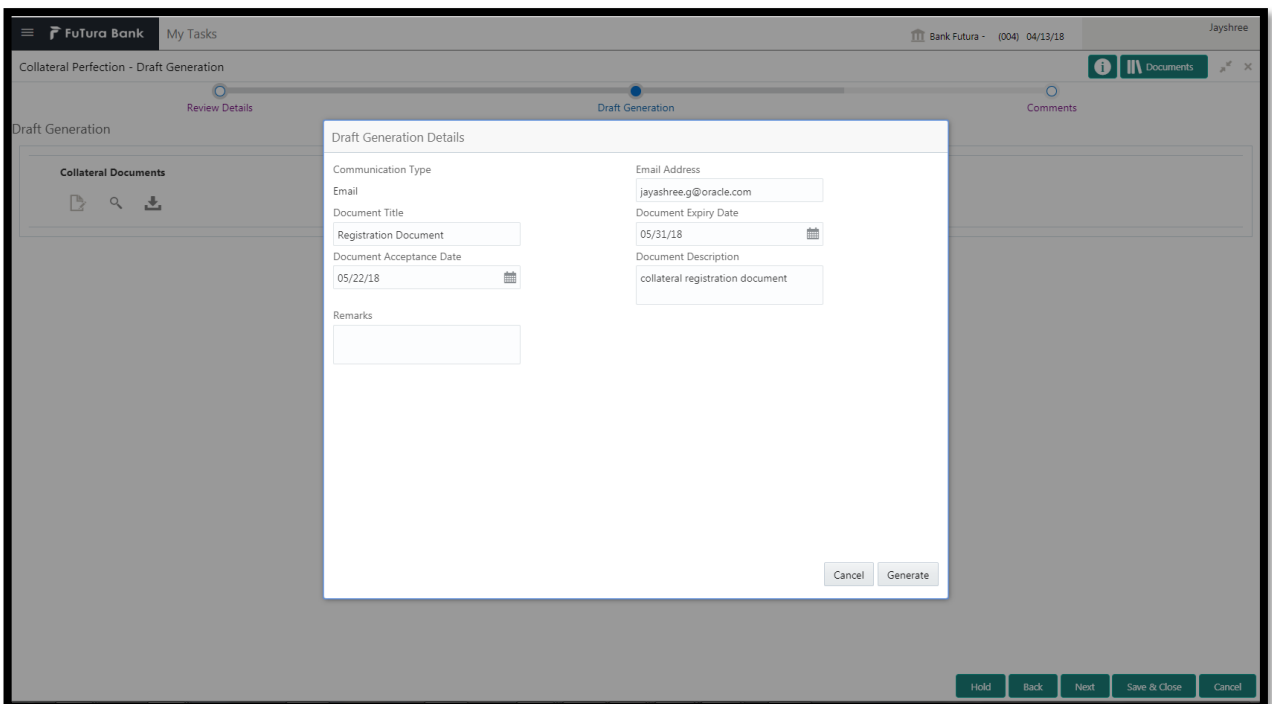 FuTura Bank
My Tasks
Bank Futura - (004) 04/13/18
Jayshree
Collateral Perfection - Draft Generation
Documents
Review Details
Draft Generation
Comments
Draft Generation
Collateral Documents
Draft Generation Details
Communication Type
Email Address
Email
jayashree.g@oracle.com
Document Title
Document Expiry Date
Registration Document
05/31/18
Document Acceptance Date
Document Description
05/22/18
collateral registration document
Remarks
Cancel
Generate
Hold
Back
Next
Save & Close
Cancel